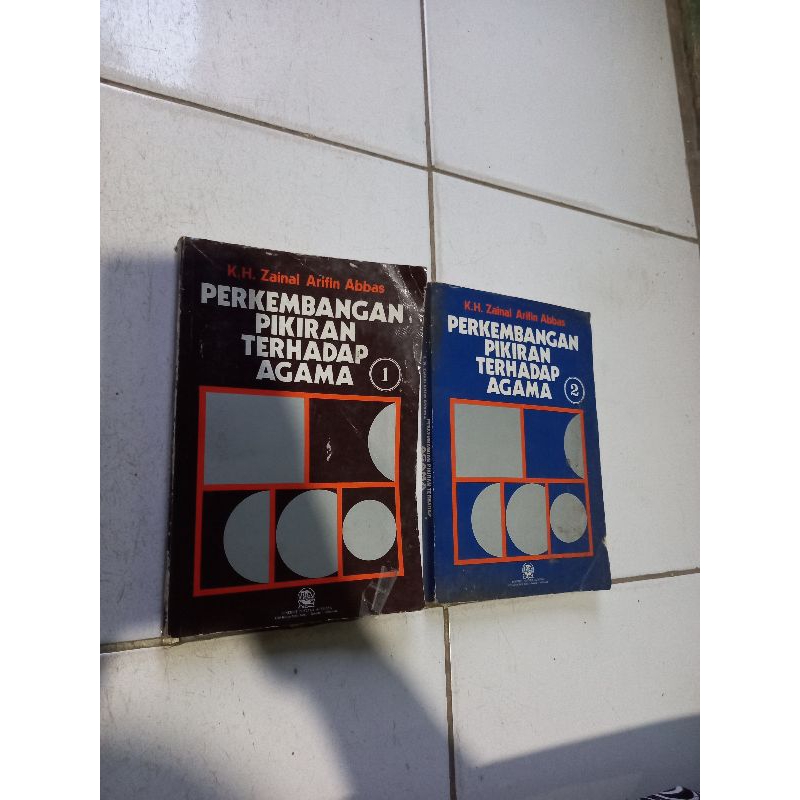 K.H. Zainal Arifin Abbas
PERKEMBANGAN
PIKIRAN
TERHADAP
AGAMA
1
K.H. Zainal Arifin Abbas
PERKEMBANGAN
PIKIRAN
TERHADAP
AGAMA
2